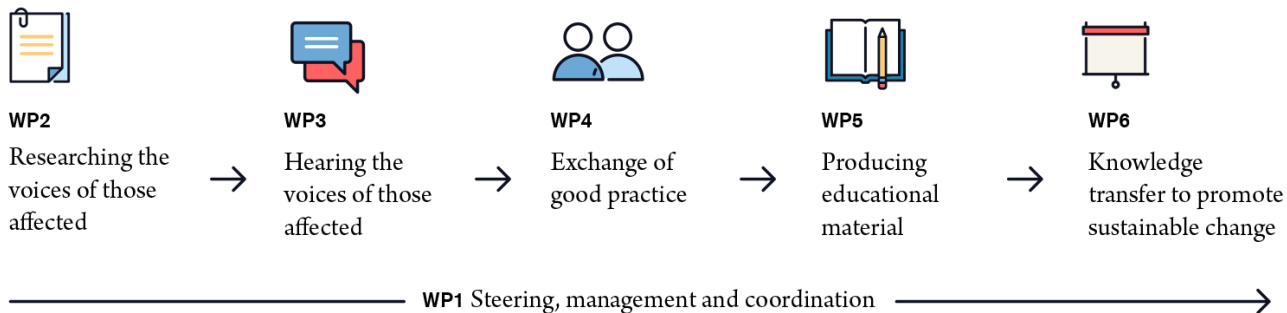 WP2
Researching the
voices of those
affected
WP3
Hearing the
voices of those
affected
WP4
Exchange of
good practice
WP5
Producing
educational
material
WP6
Knowledge
transfer to promote
sustainable change
WP1 Steering, management and coordination